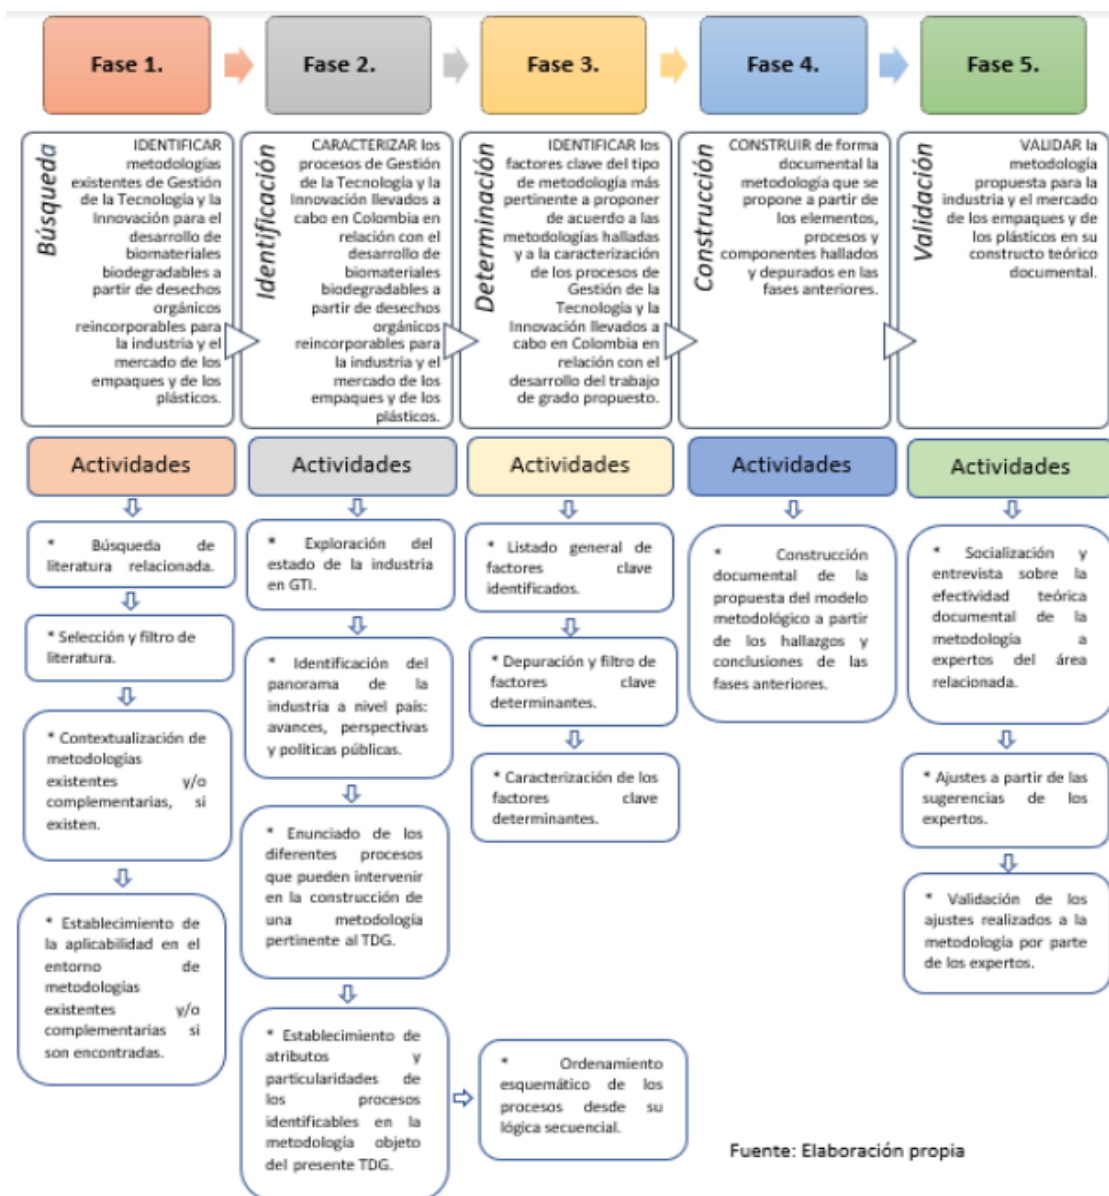 Fase 1.
Fase 2.
Fase 3.
Fase 4.
Fase 5.
Búsqueda
IDENTIFICAR
metodologías
existentes de Gestión
de la Tecnología y la
Innovación para el
desarrollo de
biomateriales
biodegradables a
partir de desechos
orgánicos
reincorporables para
la industria y el
mercado de los
empaques y de los
plásticos.
Identificación
CARACTERIZAR los
procesos de Gestión
de la Tecnología y la
Innovación llevados a
cabo en Colombia en
relación con el
desarrollo de
biomateriales
biodegradables a
partir de desechos
orgánicos
reincorporables para
la industria y el
mercado de los
empaques y de los
plásticos.
Determinación
IDENTIFICAR los
factores clave del tipo
de metodología más
pertinente a proponer
de acuerdo a las
metodologías halladas
y a la caracterización
de los procesos de
Gestión de la
Tecnología y la
Innovación llevados a
cabo en Colombia en
relación con el
desarrollo del trabajo
de grado propuesto.
Construcción
CONSTRUIR de forma
documental la
metodología que se
propone a partir de
los elementos,
procesos y
componentes hallados
y depurados en las
fases anteriores.
Validación
VALIDAR la
metodología
propuesta para la
industria y el mercado
de los empaques y de
los plásticos en su
constructo teórico
documental.
Actividades
Actividades
Actividades
Actividades
Actividades
* Búsqueda de
literatura relacionada.
* Selección y filtro de
literatura.
* Contextualización de
metodologías
existentes y/o
complementarias, si
existen.
* Establecimiento de
la aplicabilidad en el
entorno de
metodologías
existentes y/o
complementarias si
son encontradas.
* Exploración del
estado de la industria
en GTI.
* Identificación del
panorama de la
industria a nivel país:
avances, perspectivas
y políticas públicas.
* Enunciado de los
diferentes procesos
que pueden intervenir
en la construcción de
una metodología
pertinente al TDG.
* Establecimiento de
atributos y
particularidades de
los procesos
identificables en la
metodología objeto
del presente TDG.
* Ordenamiento
esquemático de los
procesos desde su
lógica secuencial.
* Listado general de
factores clave
identificados.
* Depuración y filtro de
factores clave
determinantes.
* Caracterización de los
factores clave
determinantes.
* Construcción
documental de la
propuesta del modelo
metodológico a partir
de los hallazgos y
conclusiones de las
fases anteriores.
* Socialización y
entrevista sobre la
efectividad teórica
documental de la
metodología a
expertos del área
relacionada.
* Ajustes a partir de las
sugerencias de los
expertos.
* Validación de los
ajustes realizados a la
metodología por parte
de los expertos.
Fuente: Elaboración propia